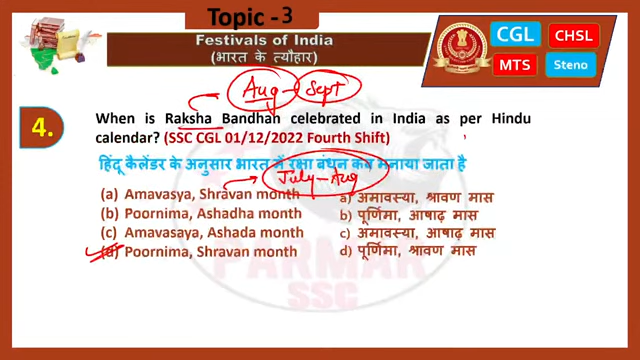 Topic -3
Festivals of India
(भारत के त्यौहार)
CGL
CHSL
MTS
Steno
Aug - Sept
4.
When is Raksha Bandhan celebrated in India as per Hindu
calendar? (SSC CGL 01/12/2022 Fourth Shift)
हिंदू कैलेंडर के अनुसार भारत में रक्षा बंधन कब मनाया जाता है
July - Aug
(a) Amavasya, Shravan month
(b) Poornima, Ashadha month
(c) Amavasaya, Ashada month
(d) Poornima, Shravan month
a) अमावस्या, श्रावण मास
b) पूर्णिमा, आषाढ़ मास
c) अमावस्या, आषाढ़ मास
d) पूर्णिमा, श्रावण मास
PARMAR
SSC